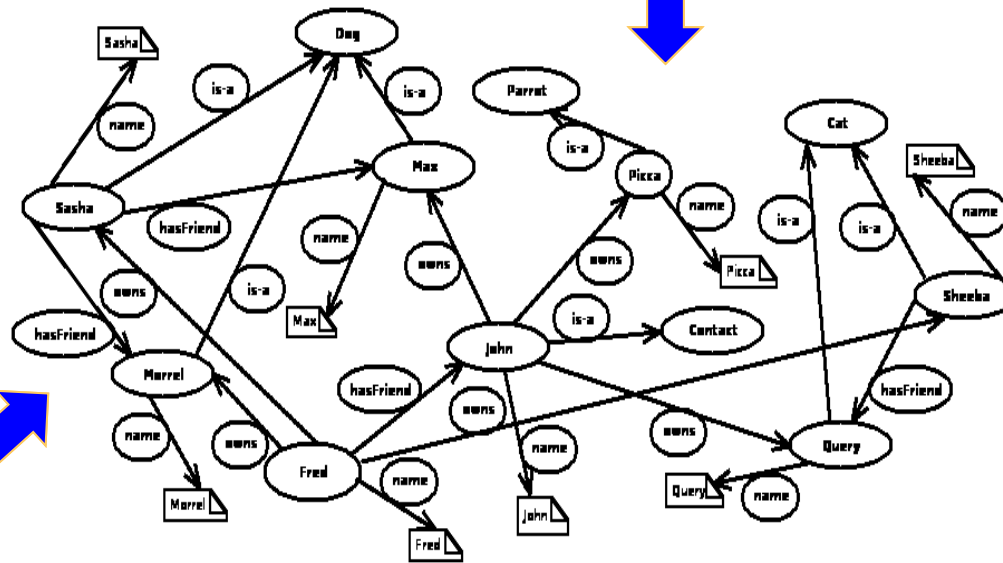 Dog
Sasha
is-a
is-a
Parrot
name
Cat
is-a
Max
Picca
Sheeba
Sasha
name
name
hasFriend
name
is-a
is-a
owns
owns
Picca
owns
is-a
Sheeba
Max
is-a
Contact
hasFriend
John
Morrel
hasFriend
hasFriend
owns
name
owns
owns
Query
name
Fred
name
Query
name
Morrel
John
Fred